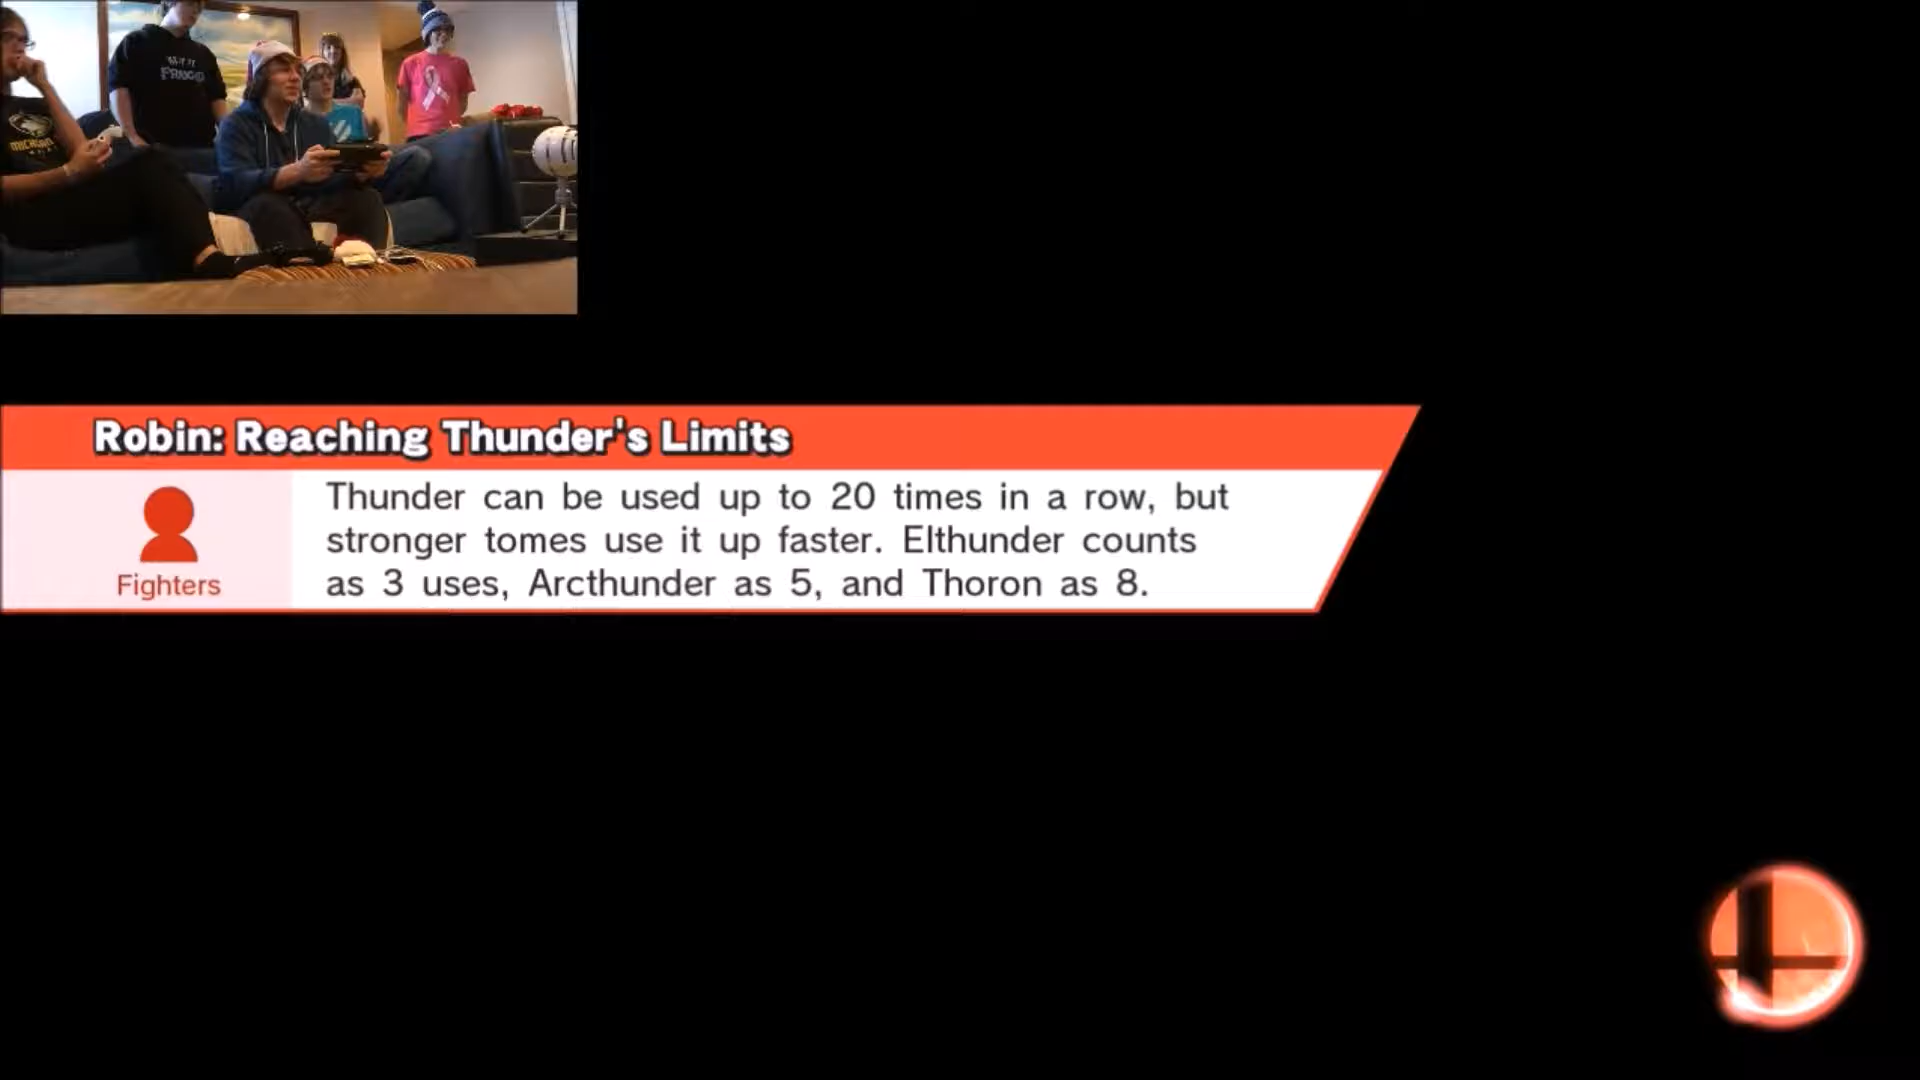 MICHIGAN
Robin: Reaching Thunder's Limits
Thunder can be used up to 20 times in a row, but
stronger tomes use it up faster. Elthunder counts
as 3 uses, Arcthunder as 5, and Thoron as 8.
Fighters